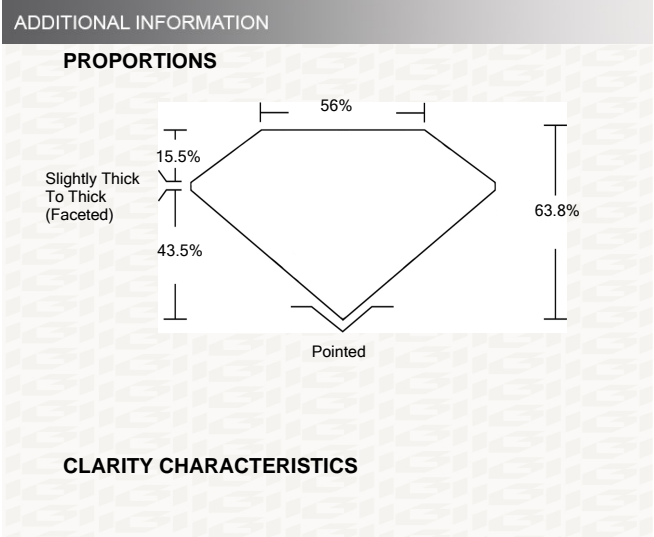 ADDITIONAL INFORMATION
PROPORTIONS
56%
15.5%
Slightly Thick
To Thick
(Faceted)
63.8%
43.5%
Pointed
CLARITY CHARACTERISTICS